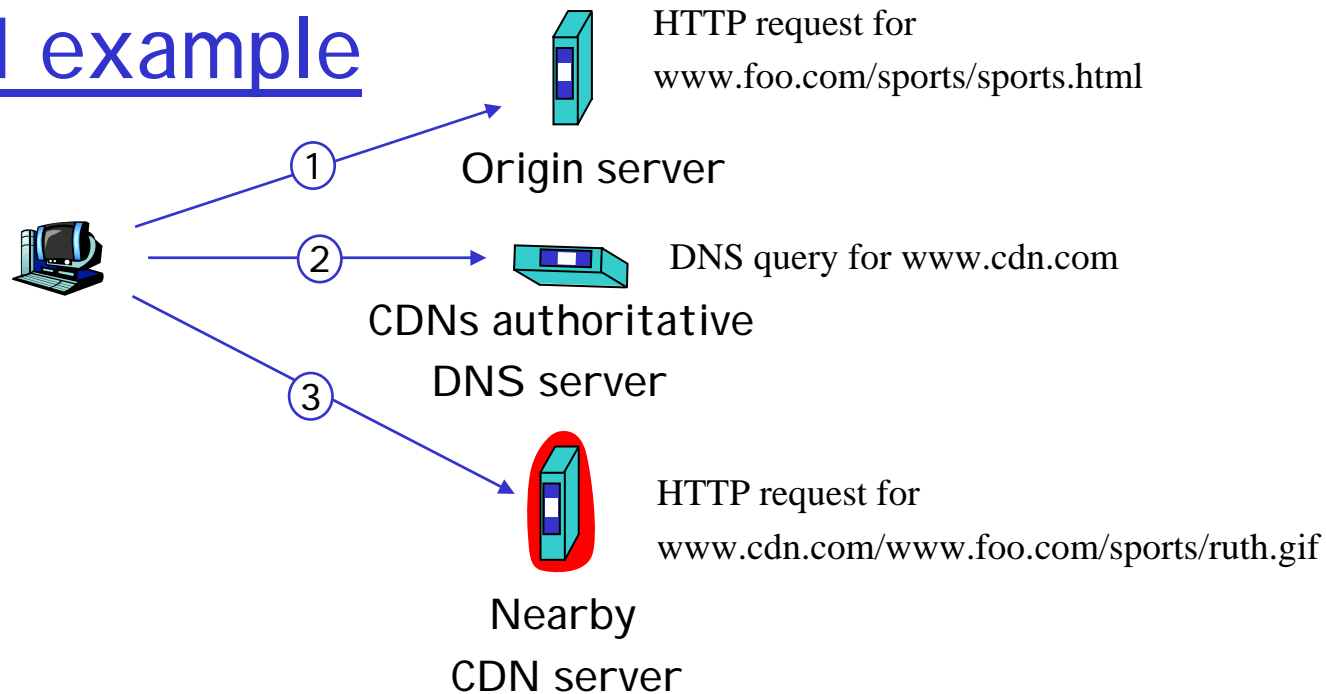 example
HTTP request for
www.foo.com/sports/sports.html
1
Origin server
2
DNS query for www.cdn.com
CDNs authoritative
DNS server
3
HTTP request for
www.cdn.com/www.foo.com/sports/ruth.gif
Nearby
CDN server